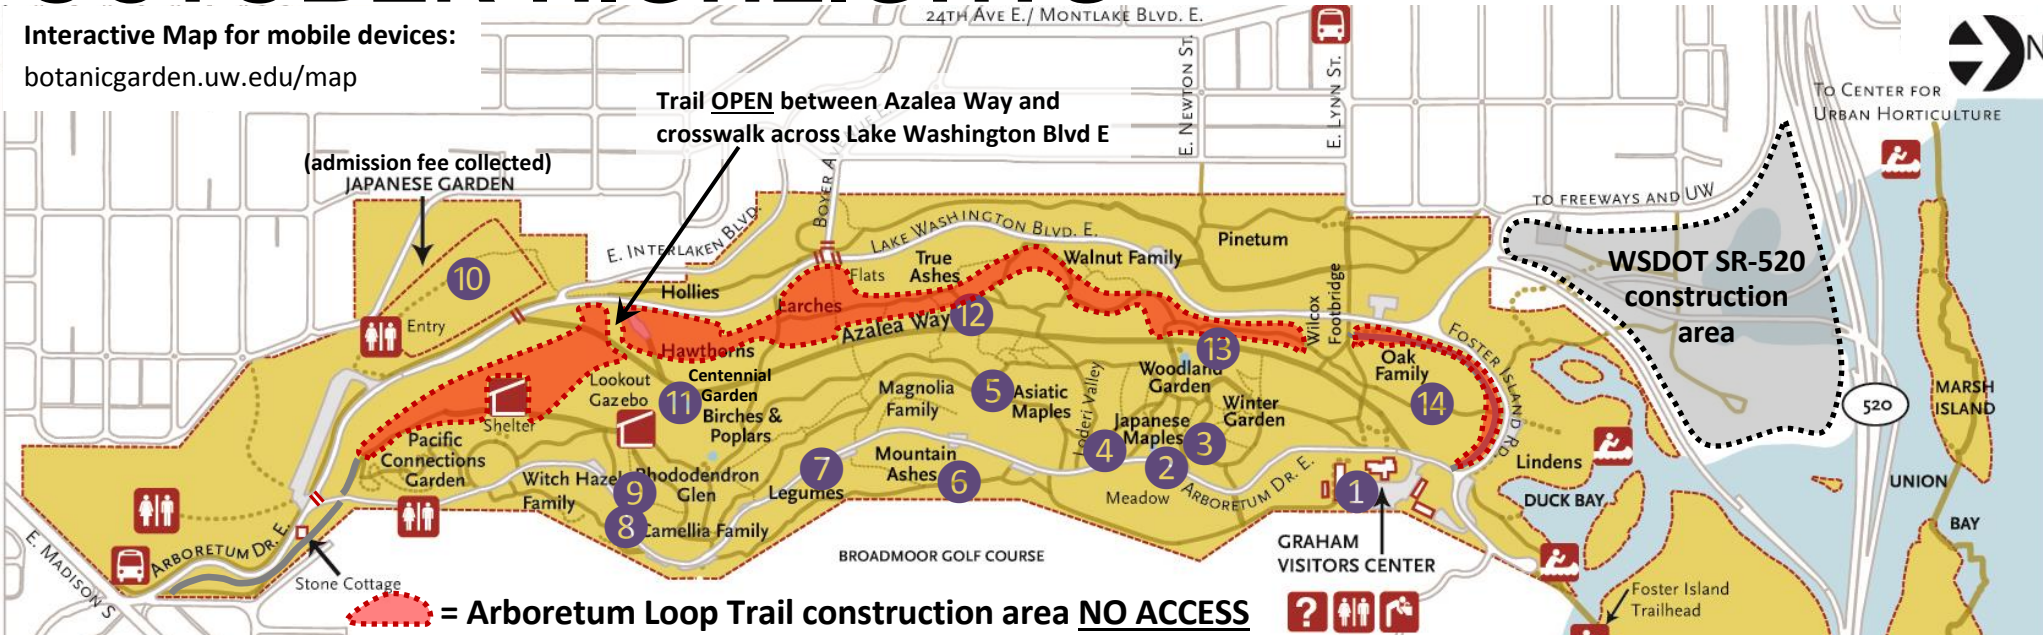 OCTOBER HIGHLIGHTS
Interactive Map for mobile devices:
botanicgarden.uw.edu/map
24TH AVE E./ MONTLAKE BLVD. E.
N
TO CENTER FOR
URBAN HORTICULTURE
Trail OPEN between Azalea Way and
crosswalk across Lake Washington Blvd E
E. NEWTON ST.
E. LYNN ST.
(admission fee collected)
JAPANESE GARDEN
BOYER AVENUE E.
TO FREEWAYS AND UW
E. INTERLAKEN BLVD.
LAKE WASHINGTON BLVD. E.
Pinetum
WSDOT SR-520
construction
area
10
Hollies
Flats
True
Ashes
Walnut Family
Larches
Entry
Azalea Way
12
Wilcox
Footbridge
FOSTER ISLAND RD.
Hawthorns
13
Oak
Family
Lookout
Gazebo
11
Centennial
Garden
Birches &
Poplars
Magnolia
Family
5
Asiatic
Maples
Loderi Valley
Woodland
Garden
14
MARSH
ISLAND
520
Shelter
Winter
Garden
Japanese
Maples
3
4
2
Pacific
Connections
Garden
Witch Hazel
Family
9
Rhododendron
Glen
7
Legumes
Mountain
Ashes
6
Meadow
ARBORETUM DR. E.
1
Lindens
DUCK BAY
UNION
BAY
8
Camellia Family
BROADMOOR GOLF COURSE
GRAHAM
VISITORS CENTER
E. MADISON S
ARBORETUM DR. E.
Stone Cottage
Foster Island
Trailhead
= Arboretum Loop Trail construction area NO ACCESS
?